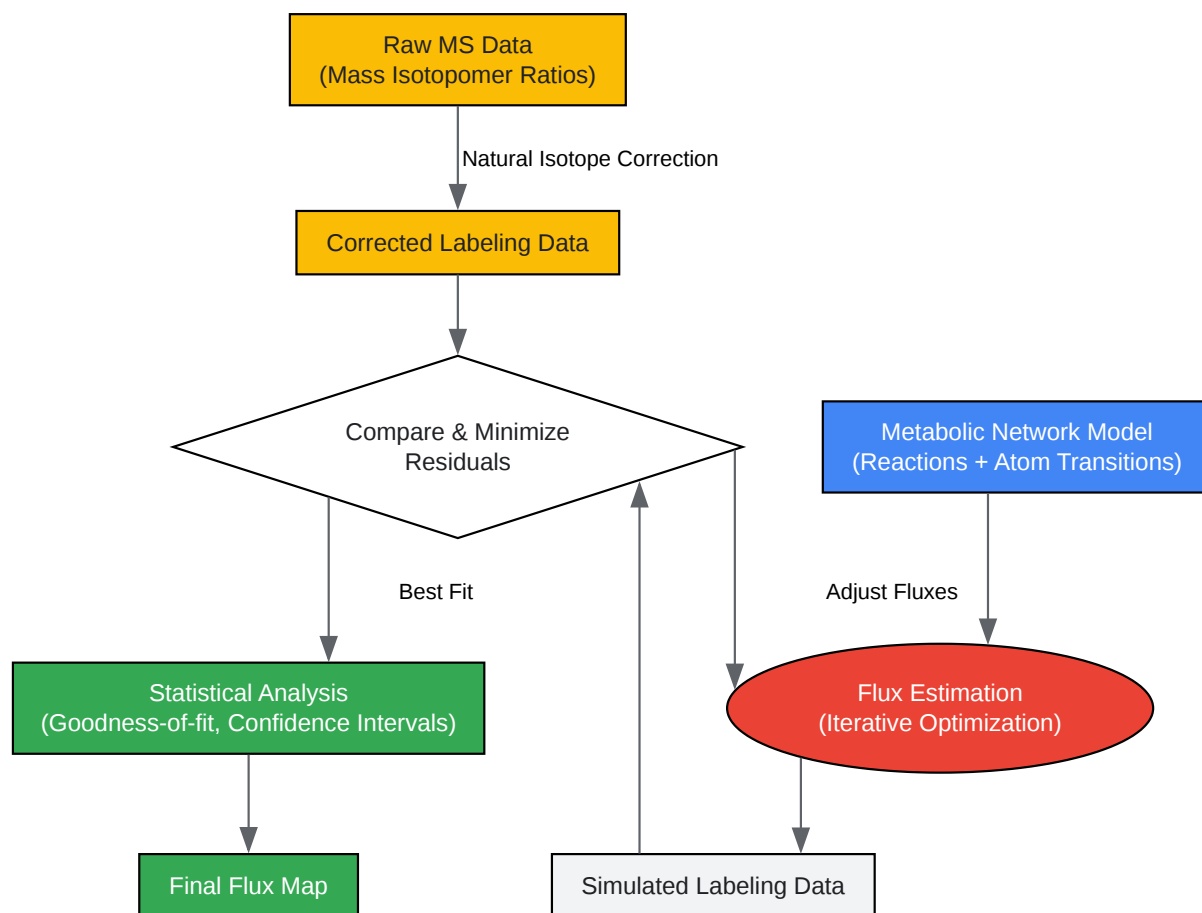 Raw MS Data
(Mass Isotopomer Ratios)
Natural Isotope Correction
Corrected Labeling Data
Compare & Minimize
Residuals
Metabolic Network Model
(Reactions + Atom Transitions)
Best Fit
Adjust Fluxes
Statistical Analysis
(Goodness-of-fit, Confidence Intervals)
Flux Estimation
(Iterative Optimization)
Final Flux Map
Simulated Labeling Data